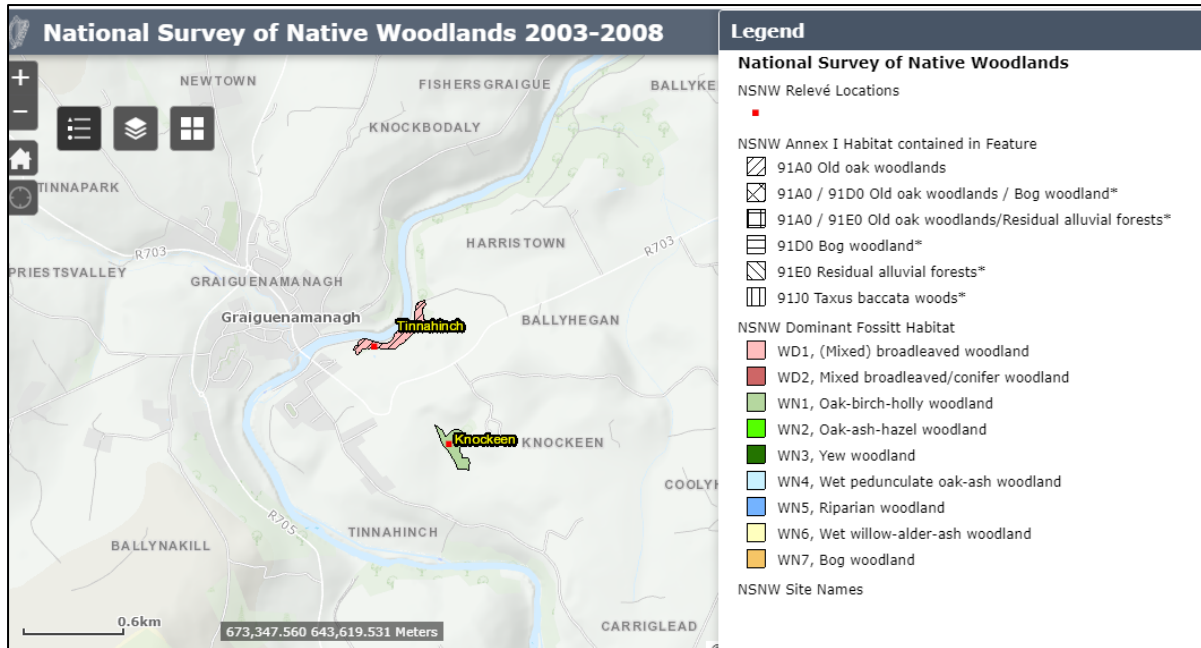 National Survey of Native Woodlands 2003-2008
+
−
NEWTOWN
FISHERSGRAIGUE
BALLYKE
KNOCKBODALY
TINNAPARK
HARRISTOWN
R703
R703
PRIESTSVALLEY
GRAIGUENAMANAGH
Graiguenamanagh
Tinnahinch
BALLYHEGAN
Knockeen
KNOCKEEN
COOLYH
R705
TINNAHINCH
BALLYNAKILL
0.6km
673,347.560 643,619.531 Meters
CARRIGLEAD
Legend
National Survey of Native Woodlands
NSNW Relevé Locations
NSNW Annex I Habitat contained in Feature
91A0 Old oak woodlands
91A0 / 91D0 Old oak woodlands / Bog woodland*
91A0 / 91E0 Old oak woodlands/Residual alluvial forests*
91D0 Bog woodland*
91E0 Residual alluvial forests*
91J0 Taxus baccata woods*
NSNW Dominant Fossitt Habitat
WD1, (Mixed) broadleaved woodland
WD2, Mixed broadleaved/conifer woodland
WN1, Oak-birch-holly woodland
WN2, Oak-ash-hazel woodland
WN3, Yew woodland
WN4, Wet pedunculate oak-ash woodland
WN5, Riparian woodland
WN6, Wet willow-alder-ash woodland
WN7, Bog woodland
NSNW Site Names